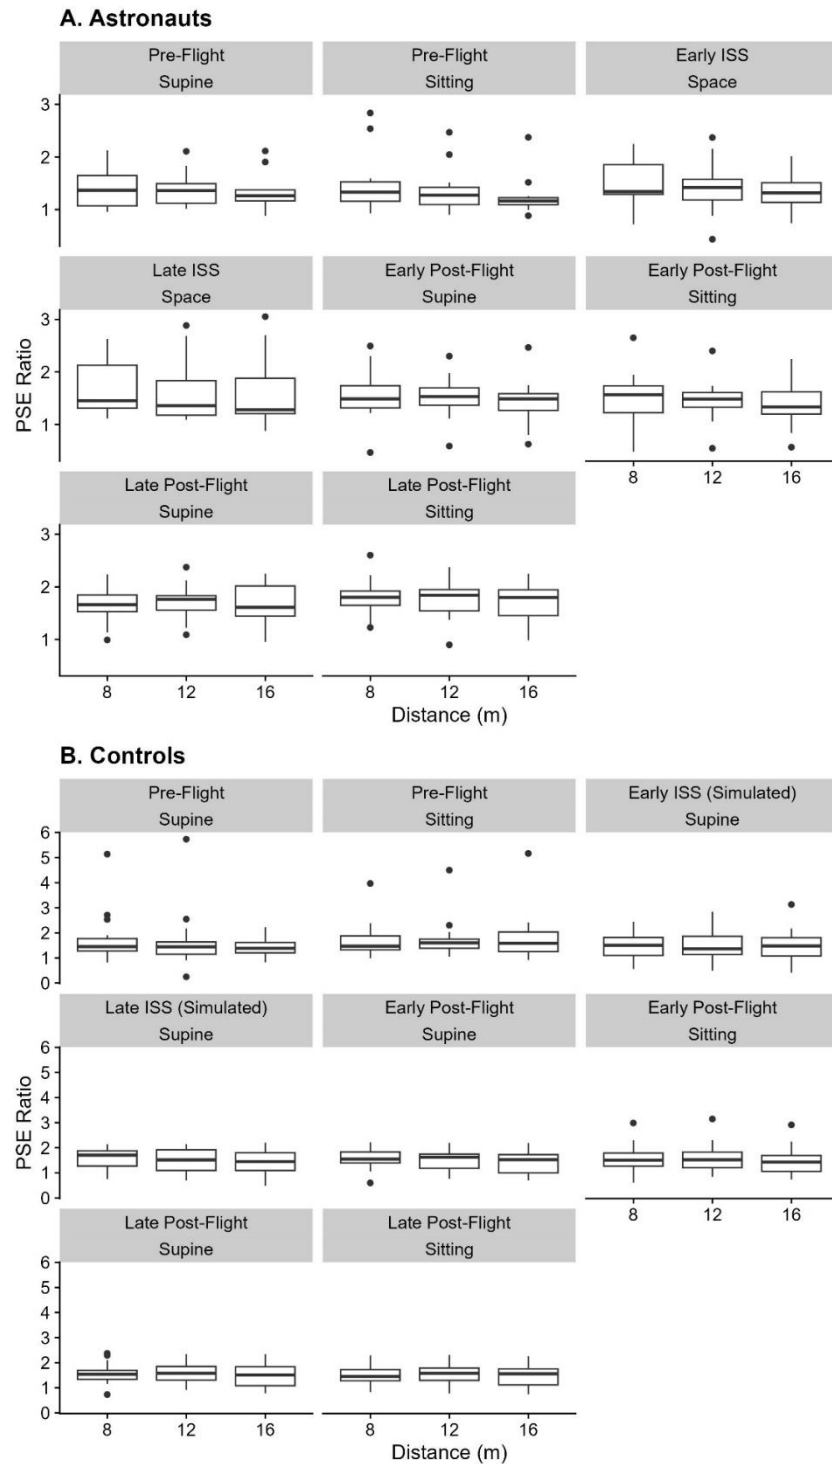 A. Astronauts
Pre-Flight
Supine
Pre-Flight
Sitting
Early ISS
Space
3
2
1
Late ISS
Space
Early Post-Flight
Supine
Early Post-Flight
Sitting
3
2
1
8
12
16
PSE Ratio
Late Post-Flight
Supine
Late Post-Flight
Sitting
3
2
1
8
12
16
8
12
16
Distance (m)
B. Controls
Pre-Flight
Supine
Pre-Flight
Sitting
Early ISS (Simulated)
Supine
6
5
4
3
2
1
0
Late ISS (Simulated)
Supine
Early Post-Flight
Supine
Early Post-Flight
Sitting
6
5
4
3
2
1
0
8
12
16
PSE Ratio
Late Post-Flight
Supine
Late Post-Flight
Sitting
6
5
4
3
2
1
0
8
12
16
8
12
16
Distance (m)